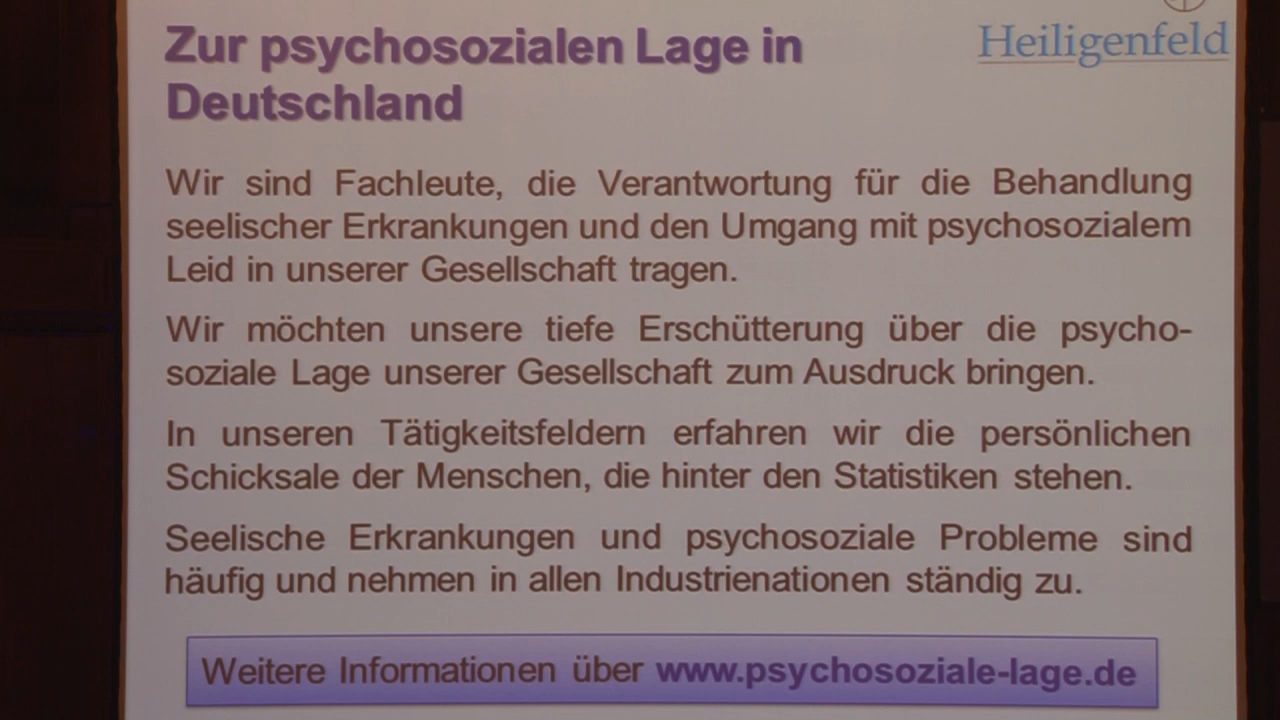 Zur psychosozialen Lage in
Deutschland
Heiligenfeld
Wir sind Fachleute, die Verantwortung für die Behandlung
seelischer Erkrankungen und den Umgang mit psychosozialem
Leid in unserer Gesellschaft tragen.
Wir möchten unsere tiefe Erschütterung über die psycho-
soziale Lage unserer Gesellschaft zum Ausdruck bringen.
In unseren Tätigkeitsfeldern erfahren wir die persönlichen
Schicksale der Menschen, die hinter den Statistiken stehen.
Seelische Erkrankungen und psychosoziale Probleme sind
häufig und nehmen in allen Industrienationen ständig zu.
Weitere Informationen über www.psychosoziale-lage.de